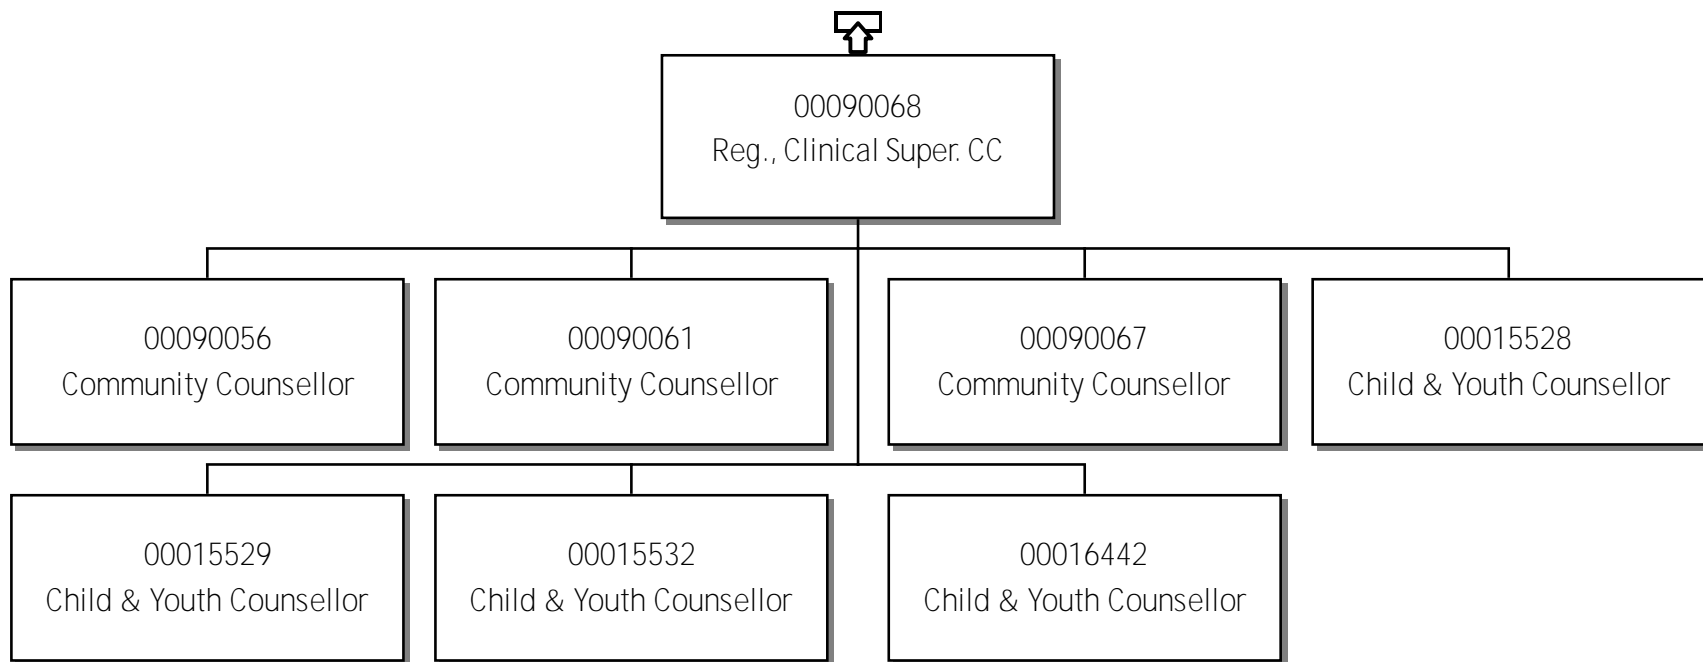 00090068
Reg., Clinical Super. CC
00090056
Community Counsellor
00090061
Community Counsellor
00090067
Community Counsellor
00015528
Child & Youth Counsellor
00015529
Child & Youth Counsellor
00015532
Child & Youth Counsellor
00016442
Child & Youth Counsellor